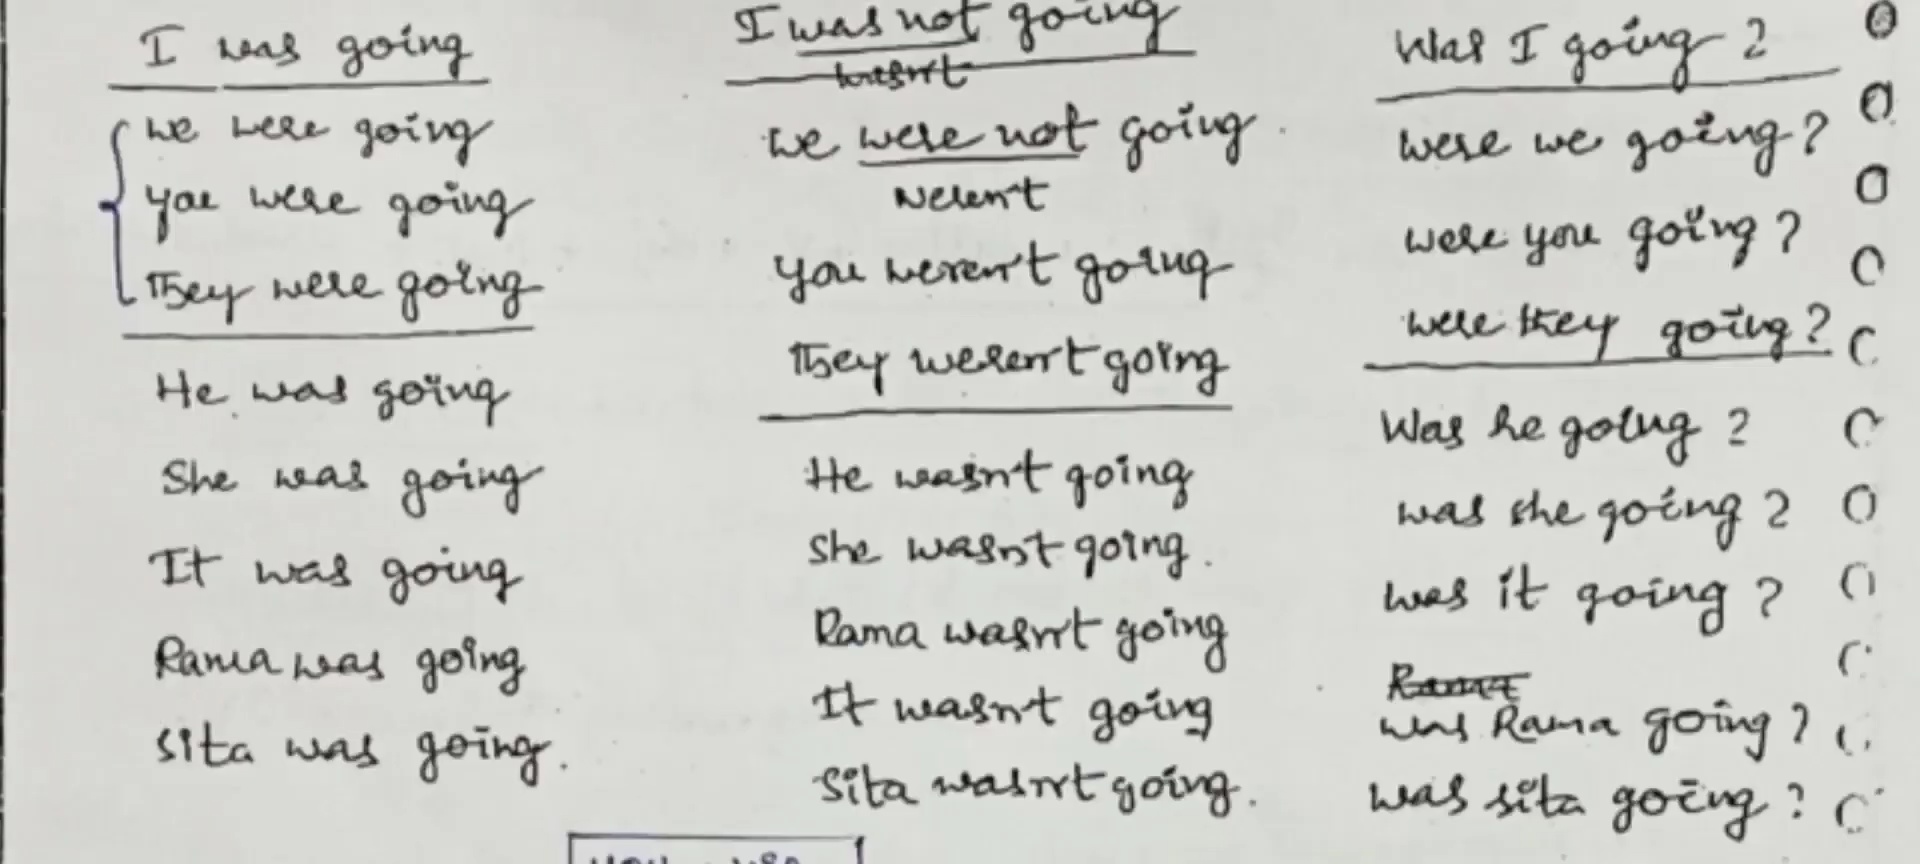 I was going
we were going
you were going
They were going
He was going
She was going
It was going
Rama was going
Sita was going.
I was not going
wasn't
we were not going.
weren't
you weren't going
They weren't going
He wasn't going
She wasn't going.
Rama wasn't going
It wasn't going
Sita wasn't going.
Was I going ?
were we going ?
were you going ?
were they going ?
Was he going ?
was she going ?
was it going ?
Rama
was Rama going ?
was sita going ?